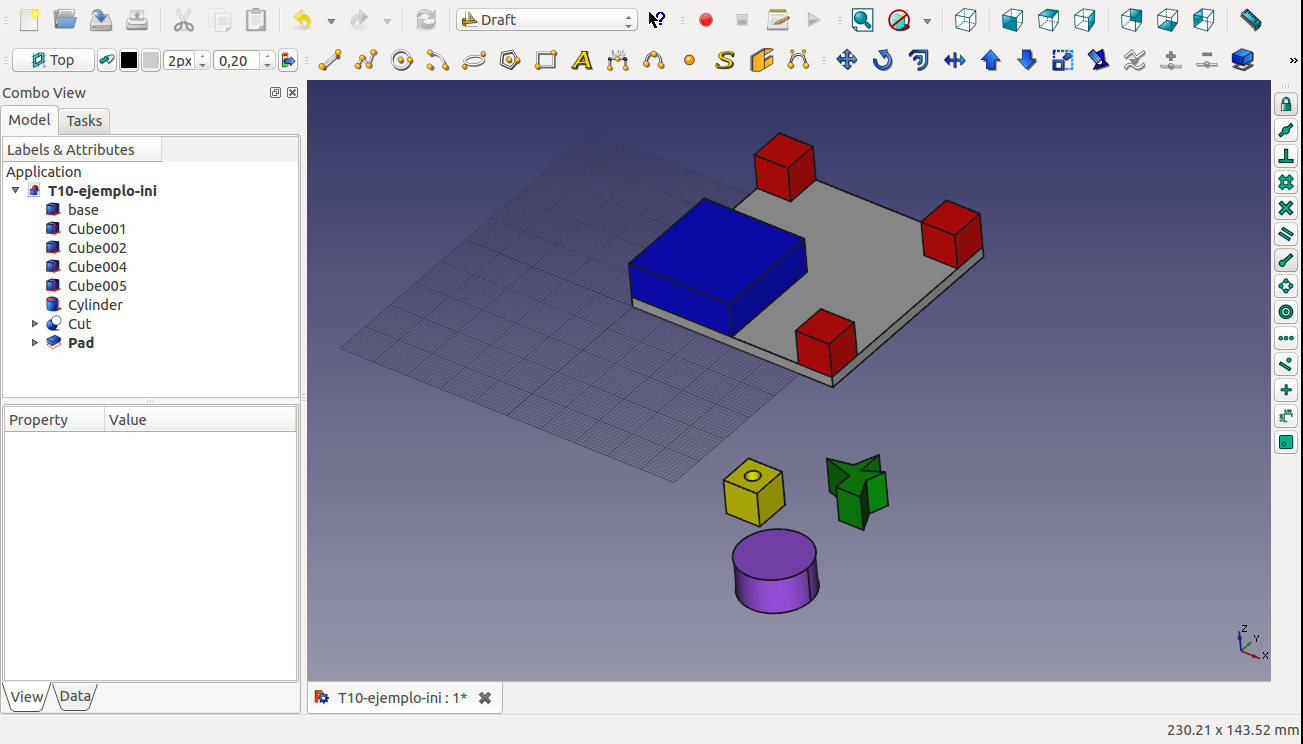 Draft
?
Top
2px
0,20
A
S
»
Combo View
Model
Tasks
Labels & Attributes
Application
T10-ejemplo-ini
base
Cube001
Cube002
Cube004
Cube005
Cylinder
Cut
Pad
Property Value
View
Data
Z
Y
X
T10-ejemplo-ini : 1*
230.21 x 143.52 mm